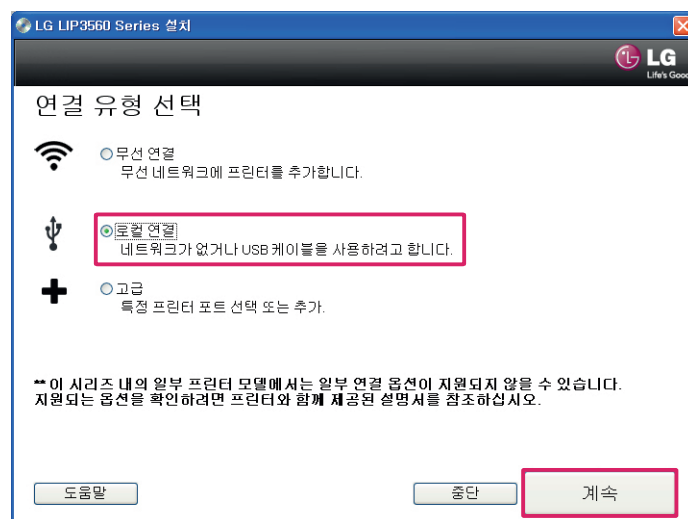 LG LIP3560 Series 설치
LG
Life's Good
연결 유형 선택
무선 연결
무선 네트워크에 프린터를 추가합니다.
로컬 연결
네트워크가 없거나 USB 케이블을 사용하려고 합니다.
고급
특정 프린터 포트 선택 또는 추가.
** 이 시리즈 내의 일부 프린터 모델에서는 일부 연결 옵션이 지원되지 않을 수 있습니다.
지원되는 옵션을 확인하려면 프린터와 함께 제공된 설명서를 참조하십시오.
도움말
중단
계속